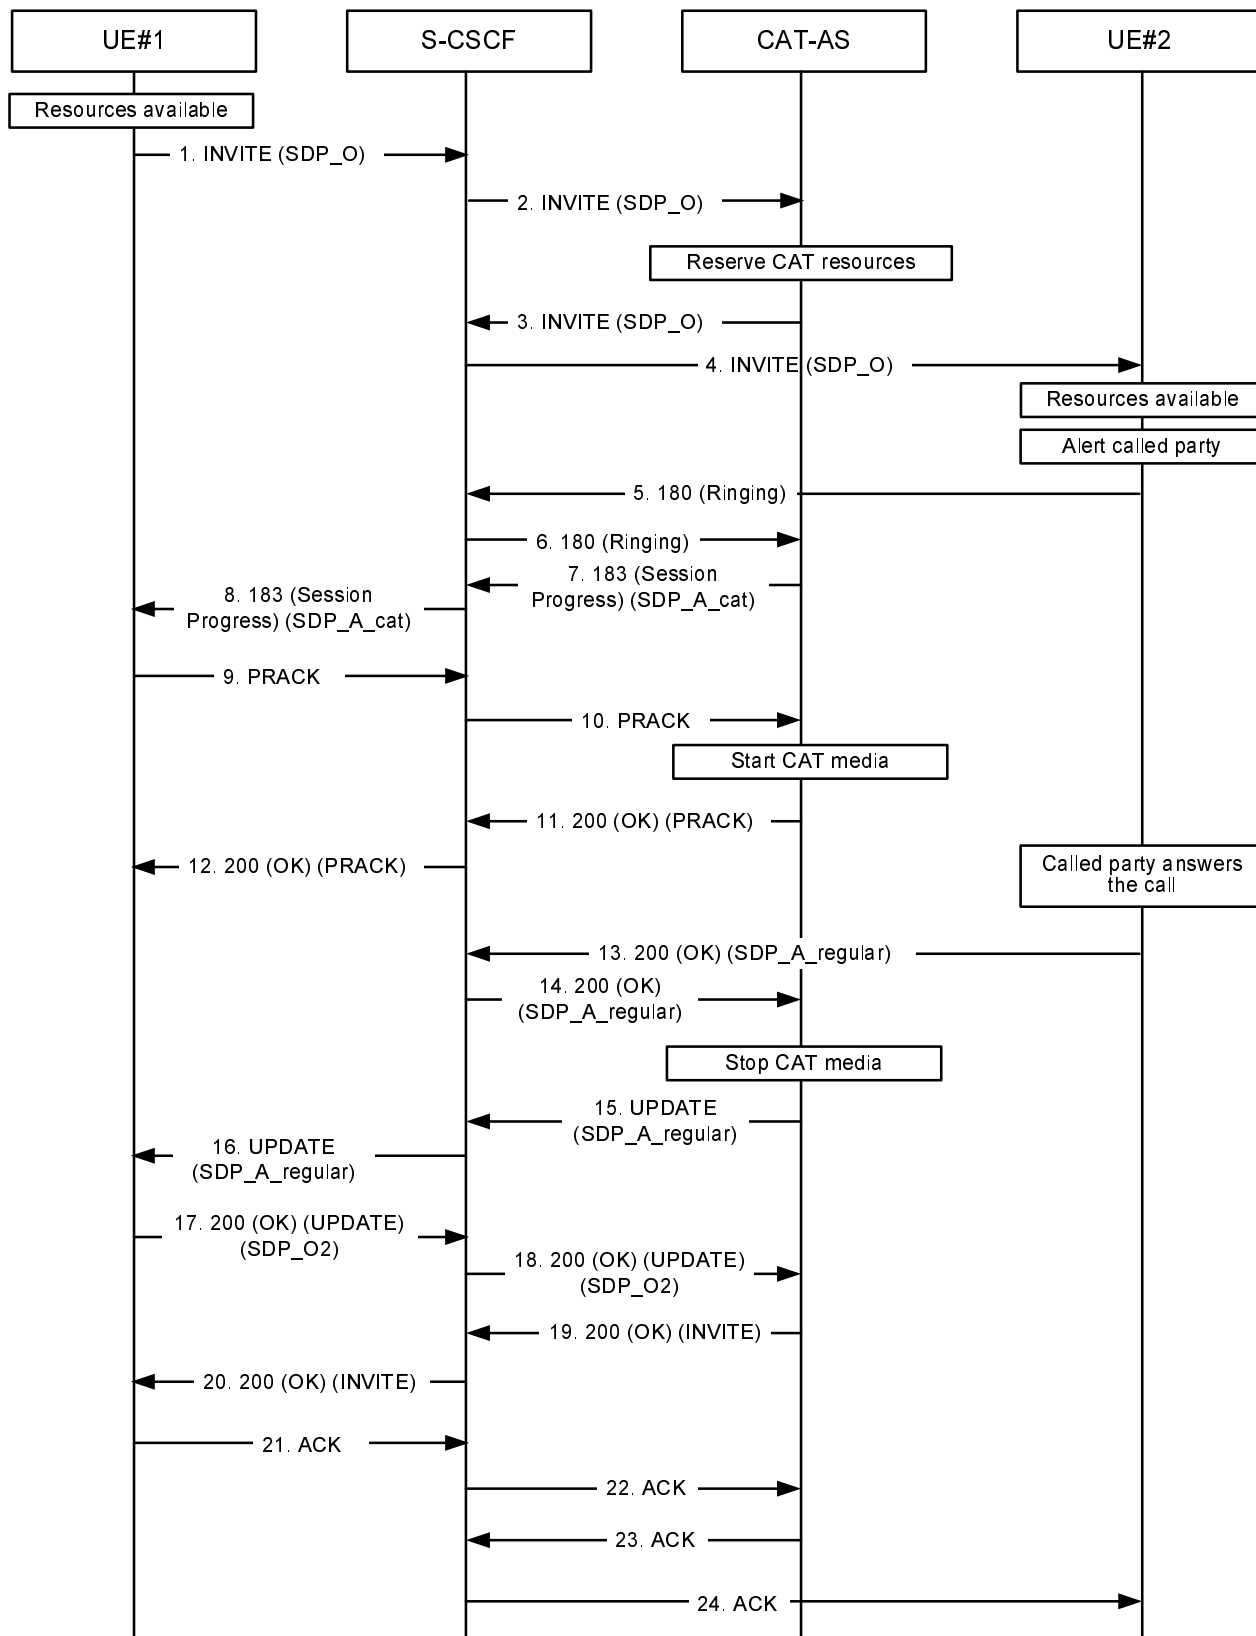 UE#1
S-CSCF
CAT-AS
UE#2
Resources available
1. INVITE (SDP_O)
2. INVITE (SDP_O)
Reserve CAT resources
3. INVITE (SDP_O)
4. INVITE (SDP_O)
Resources available
Alert called party
5. 180 (Ringing)
6. 180 (Ringing)
7. 183 (Session
Progress) (SDP_A_cat)
8. 183 (Session
Progress) (SDP_A_cat)
9. PRACK
10. PRACK
Start CAT media
11. 200 (OK) (PRACK)
12. 200 (OK) (PRACK)
Called party answers
the call
13. 200 (OK) (SDP_A_regular)
14. 200 (OK)
(SDP_A_regular)
Stop CAT media
15. UPDATE
(SDP_A_regular)
16. UPDATE
(SDP_A_regular)
17. 200 (OK) (UPDATE)
(SDP_O2)
18. 200 (OK) (UPDATE)
(SDP_O2)
19. 200 (OK) (INVITE)
20. 200 (OK) (INVITE)
21. ACK
22. ACK
23. ACK
24. ACK